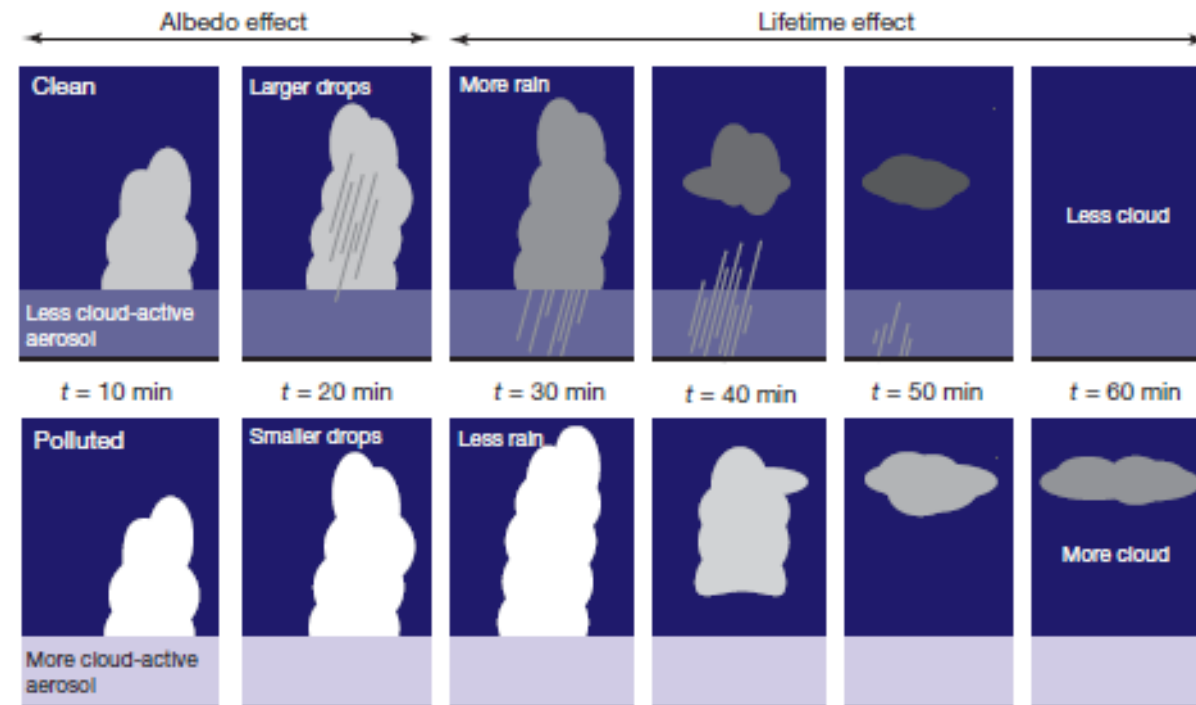 Albedo effect
Lifetime effect
Clean
Larger drops
More rain
Less cloud
Less cloud-active
aerosol
t = 10 min
t = 20 min
t = 30 min
t = 40 min
t = 50 min
t = 60 min
Polluted
Smaller drops
Less rain
More cloud
More cloud-active
aerosol